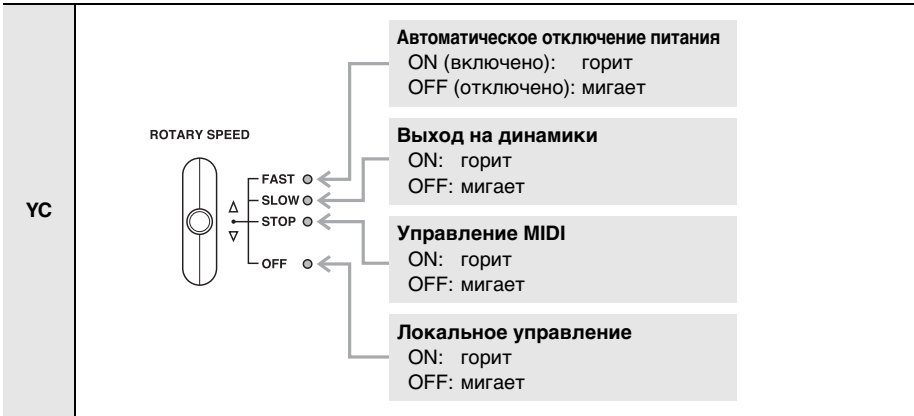 YC
ROTARY SPEED
FAST
SLOW
STOP
OFF
Автоматическое отключение питания
ON (включено): горит
OFF (отключено): мигает
Выход на динамики
ON: горит
OFF: мигает
Управление MIDI
ON: горит
OFF: мигает
Локальное управление
ON: горит
OFF: мигает